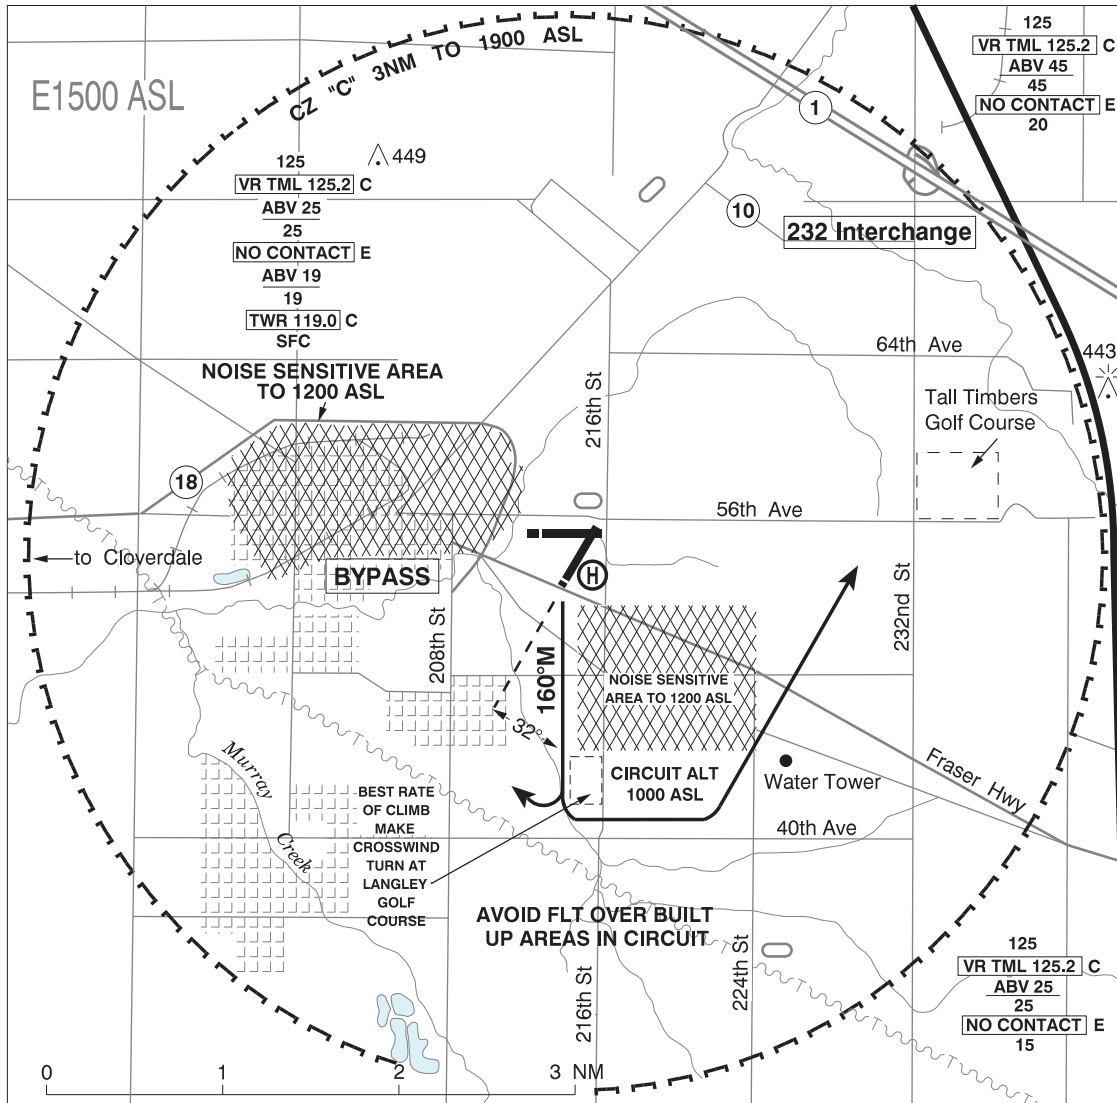 CZ "C" 3NM TO 1900 ASL
E1500 ASL
449
125
VR TML 125.2 C
ABV 25
25
NO CONTACT E
ABV 19
19
TWR 119.0 C
SFC
125
VR TML 125.2 C
ABV 45
45
NO CONTACT E
20
1
10
232 Interchange
64th Ave
443
NOISE SENSITIVE AREA
TO 1200 ASL
216th St
Tall Timbers
Golf Course
18
56th Ave
to Cloverdale
BYPASS
H
208th St
232nd St
160°M
NOISE SENSITIVE
AREA TO 1200 ASL
32°
CIRCUIT ALT
1000 ASL
Water Tower
Fraser Hwy
40th Ave
Murray
Creek
BEST RATE
OF CLIMB
MAKE
CROSSWIND
TURN AT
LANGLEY
GOLF
COURSE
AVOID FLT OVER BUILT
UP AREAS IN CIRCUIT
216th St
224th St
125
VR TML 125.2 C
ABV 25
25
NO CONTACT E
15
0 1 2 3 NM